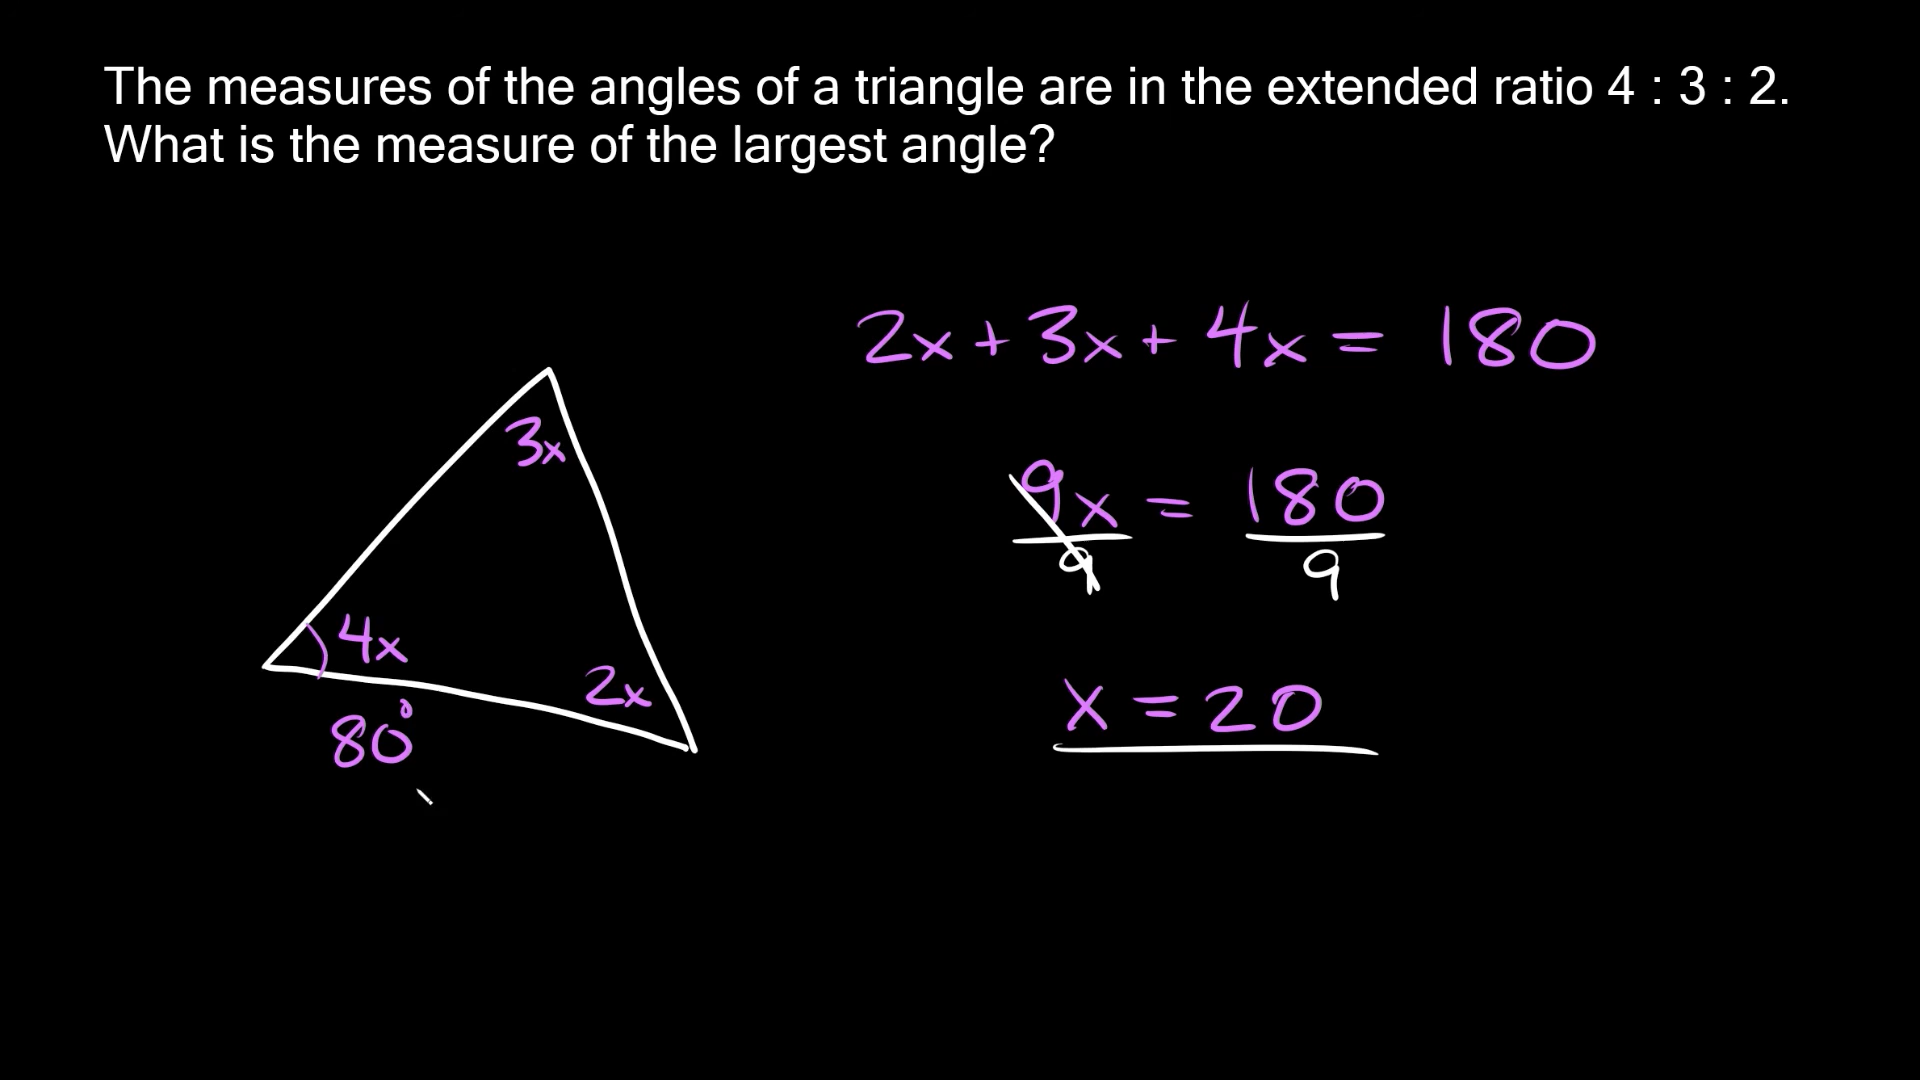 The measures of the angles of a triangle are in the extended ratio 4 : 3 : 2.
What is the measure of the largest angle?
2x + 3x + 4x = 180
3x
9x = 180
9 9
4x
2x
80°
x = 20